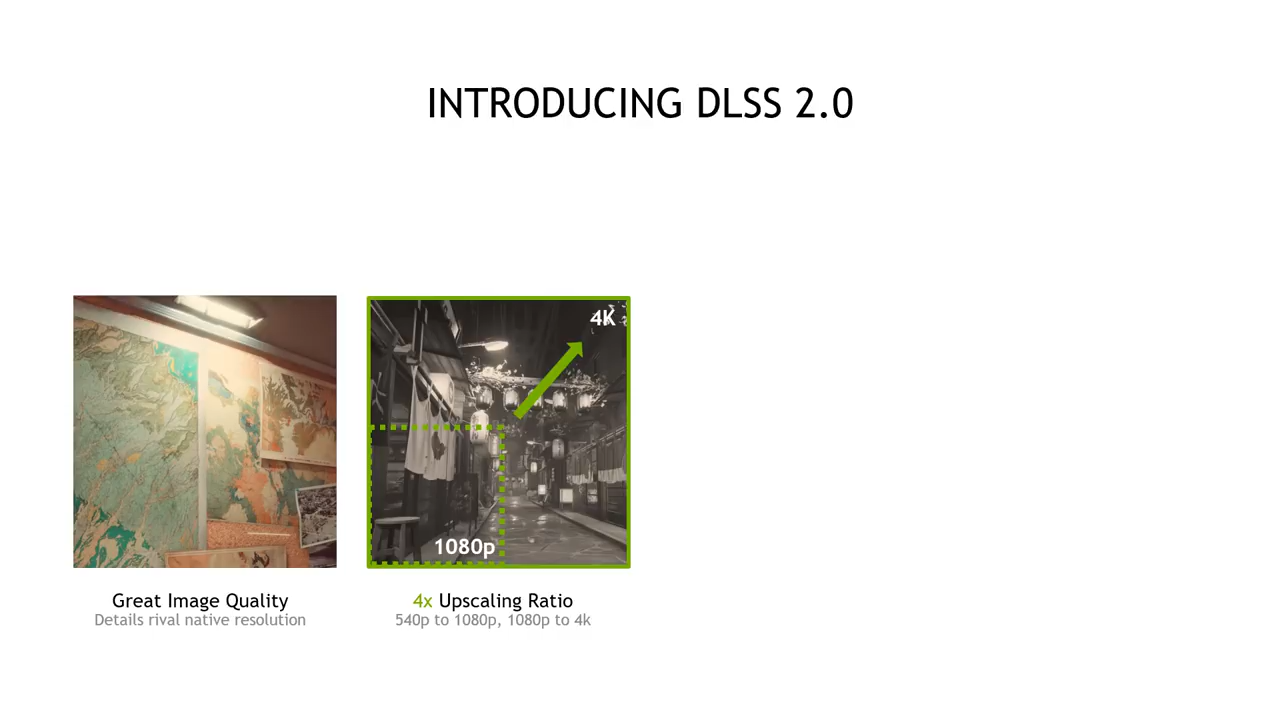 INTRODUCING DLSS 2.0
4K
1080p
Great Image Quality
Details rival native resolution
4x Upscaling Ratio
540p to 1080p, 1080p to 4k